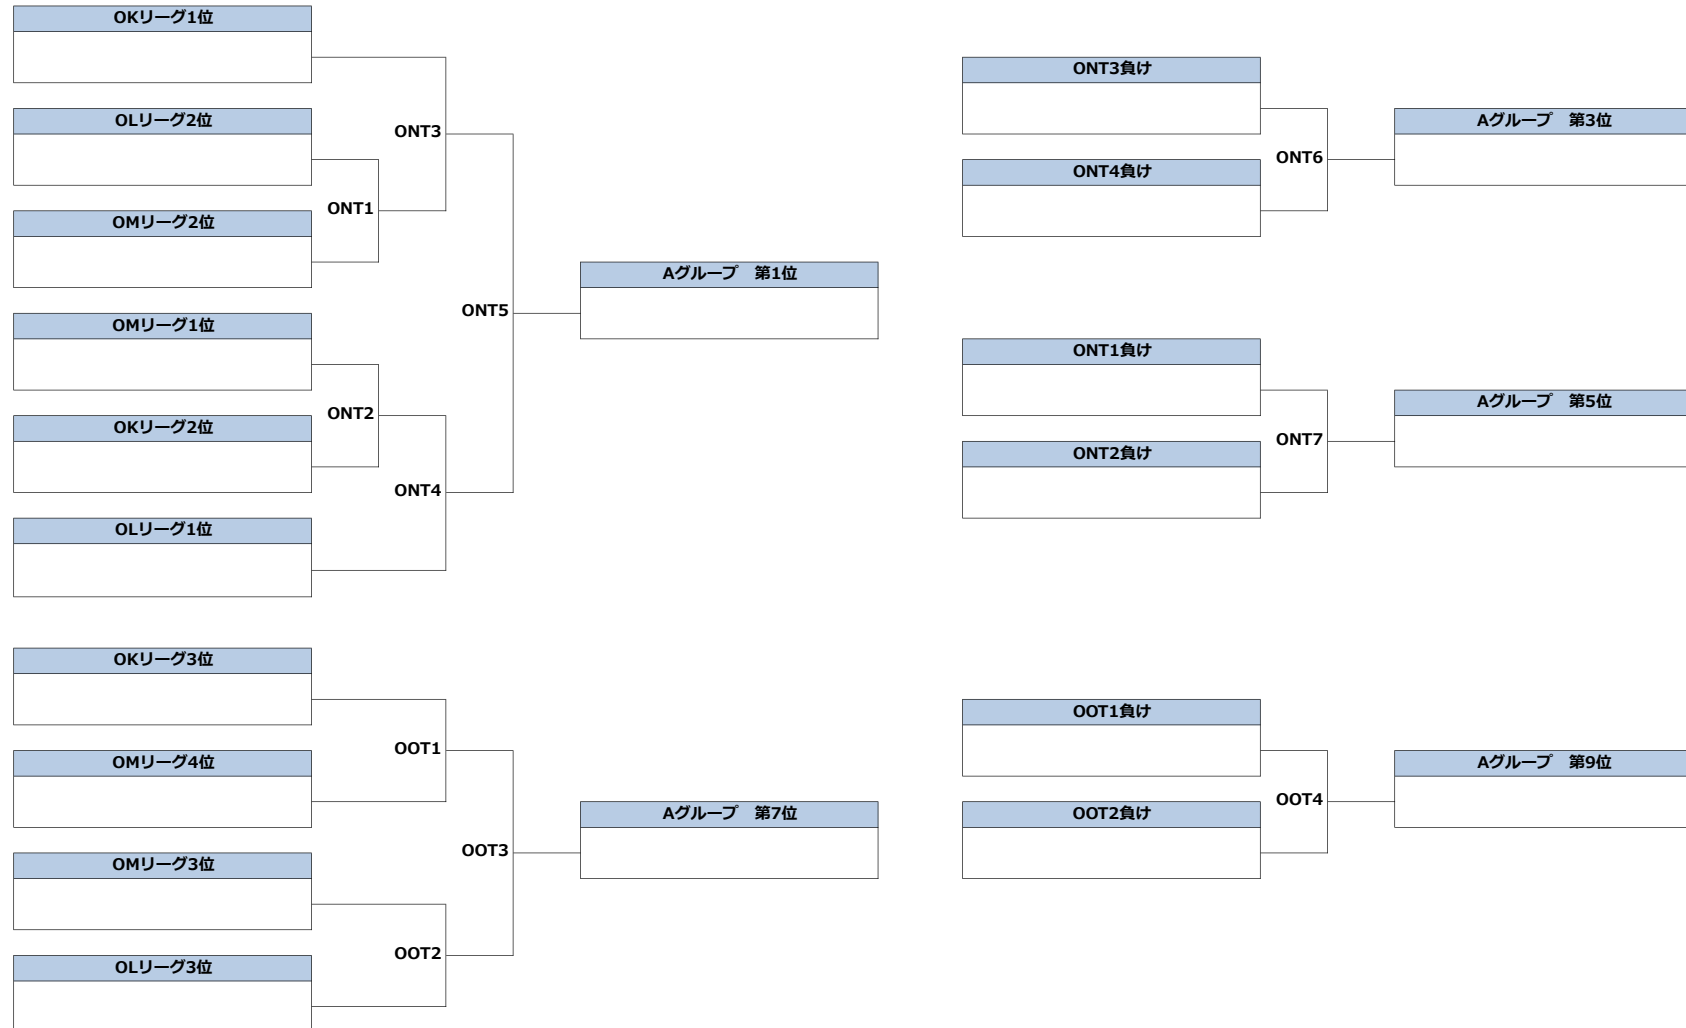 OKリーグ1位
OLリーグ2位
ONT3
ONT1
OMリーグ2位
Aグループ　第1位
ONT5
OMリーグ1位
ONT2
OKリーグ2位
ONT4
OLリーグ1位
ONT3負け
Aグループ　第3位
ONT6
ONT4負け
ONT1負け
Aグループ　第5位
ONT7
ONT2負け
OKリーグ3位
OOT1
OMリーグ4位
Aグループ　第7位
OOT3
OMリーグ3位
OOT2
OLリーグ3位
OOT1負け
Aグループ　第9位
OOT4
OOT2負け